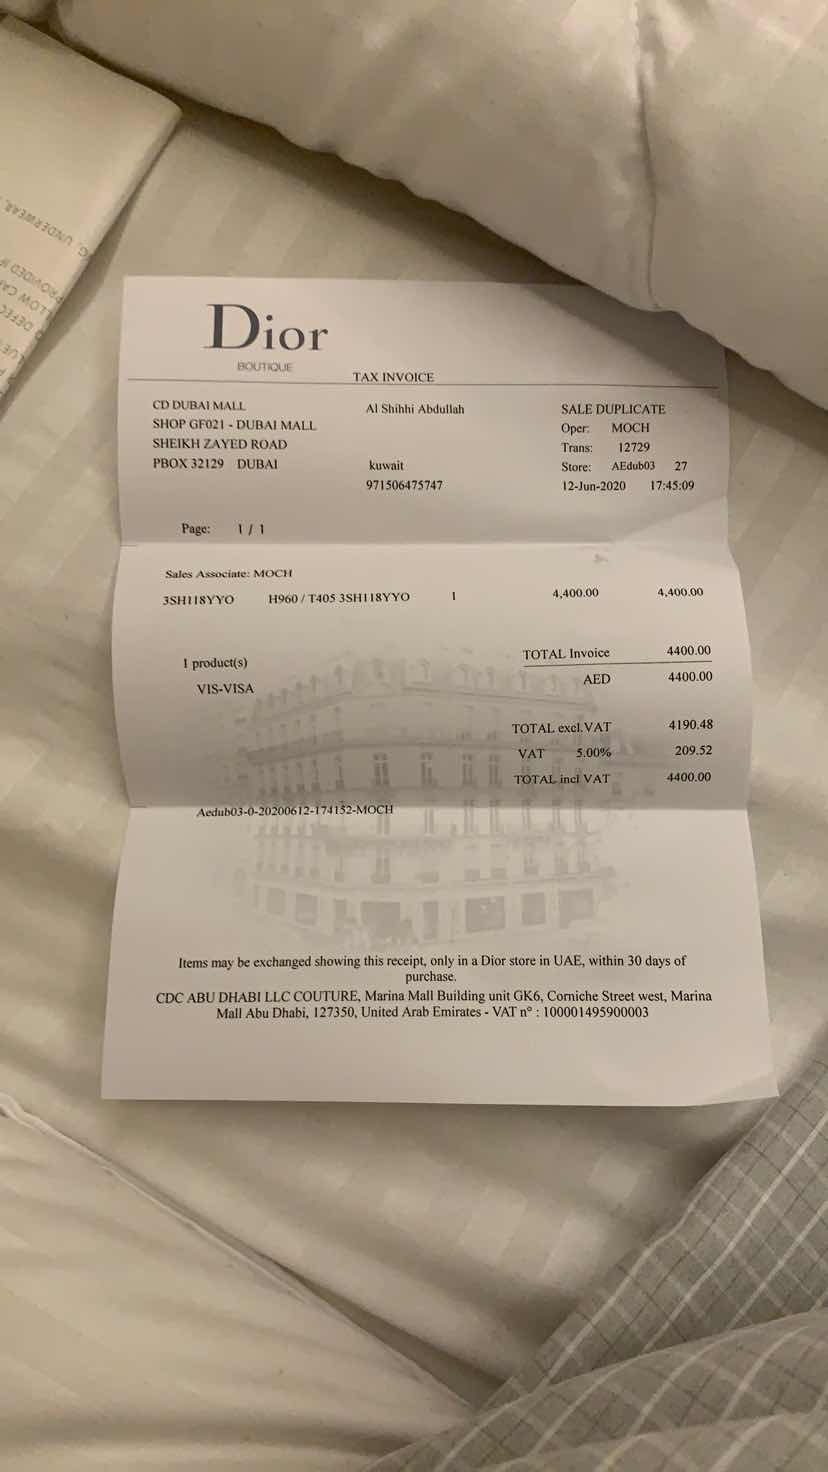 Dior
BOUTIQUE
TAX INVOICE
CD DUBAI MALL
SHOP GF021 - DUBAI MALL
SHEIKH ZAYED ROAD
PBOX 32129 DUBAI
Al Shihhi Abdullah
kuwait
971506475747
SALE DUPLICATE
Oper: MOCH
Trans: 12729
Store: AEdub03 27
12-Jun-2020 17:45:09
Page: 1 / 1
Sales Associate: MOCH
3SH118YYO H960 / T405 3SH118YYO 1 4,400.00 4,400.00
1 product(s)
VIS-VISA
TOTAL Invoice 4400.00
AED 4400.00
TOTAL excl.VAT 4190.48
VAT 5.00% 209.52
TOTAL incl VAT 4400.00
Aedub03-0-20200612-174152-MOCH
Items may be exchanged showing this receipt, only in a Dior store in UAE, within 30 days of
purchase.
CDC ABU DHABI LLC COUTURE, Marina Mall Building unit GK6, Corniche Street west, Marina
Mall Abu Dhabi, 127350, United Arab Emirates - VAT n° : 100001495900003
G, UNDERWEAR,
PROVIDED